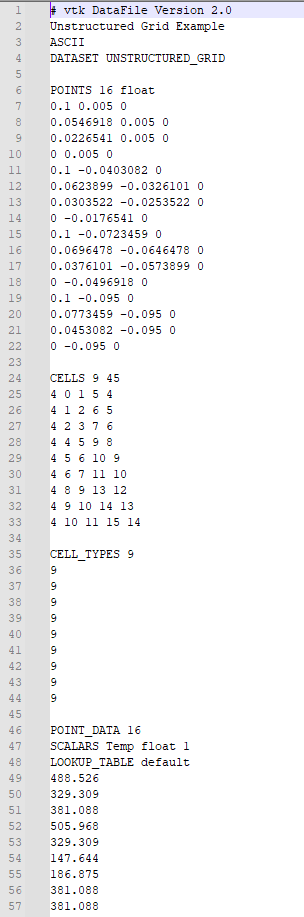 1 # vtk DataFile Version 2.0
2 Unstructured Grid Example
3 ASCII
4 DATASET UNSTRUCTURED_GRID
5
6 POINTS 16 float
7 0.1 0.005 0
8 0.0546918 0.005 0
9 0.0226541 0.005 0
10 0 0.005 0
11 0.1 -0.0403082 0
12 0.0623899 -0.0326101 0
13 0.0303522 -0.0253522 0
14 0 -0.0176541 0
15 0.1 -0.0723459 0
16 0.0696478 -0.0646478 0
17 0.0376101 -0.0573899 0
18 0 -0.0496918 0
19 0.1 -0.095 0
20 0.0773459 -0.095 0
21 0.0453082 -0.095 0
22 0 -0.095 0
23
24 CELLS 9 45
25 4 0 1 5 4
26 4 1 2 6 5
27 4 2 3 7 6
28 4 4 5 9 8
29 4 5 6 10 9
30 4 6 7 11 10
31 4 8 9 13 12
32 4 9 10 14 13
33 4 10 11 15 14
34
35 CELL_TYPES 9
36 9
37 9
38 9
39 9
40 9
41 9
42 9
43 9
44 9
45
46 POINT_DATA 16
47 SCALARS Temp float 1
48 LOOKUP_TABLE default
49 488.526
50 329.309
51 381.088
52 505.968
53 329.309
54 147.644
55 186.875
56 381.088
57 381.088